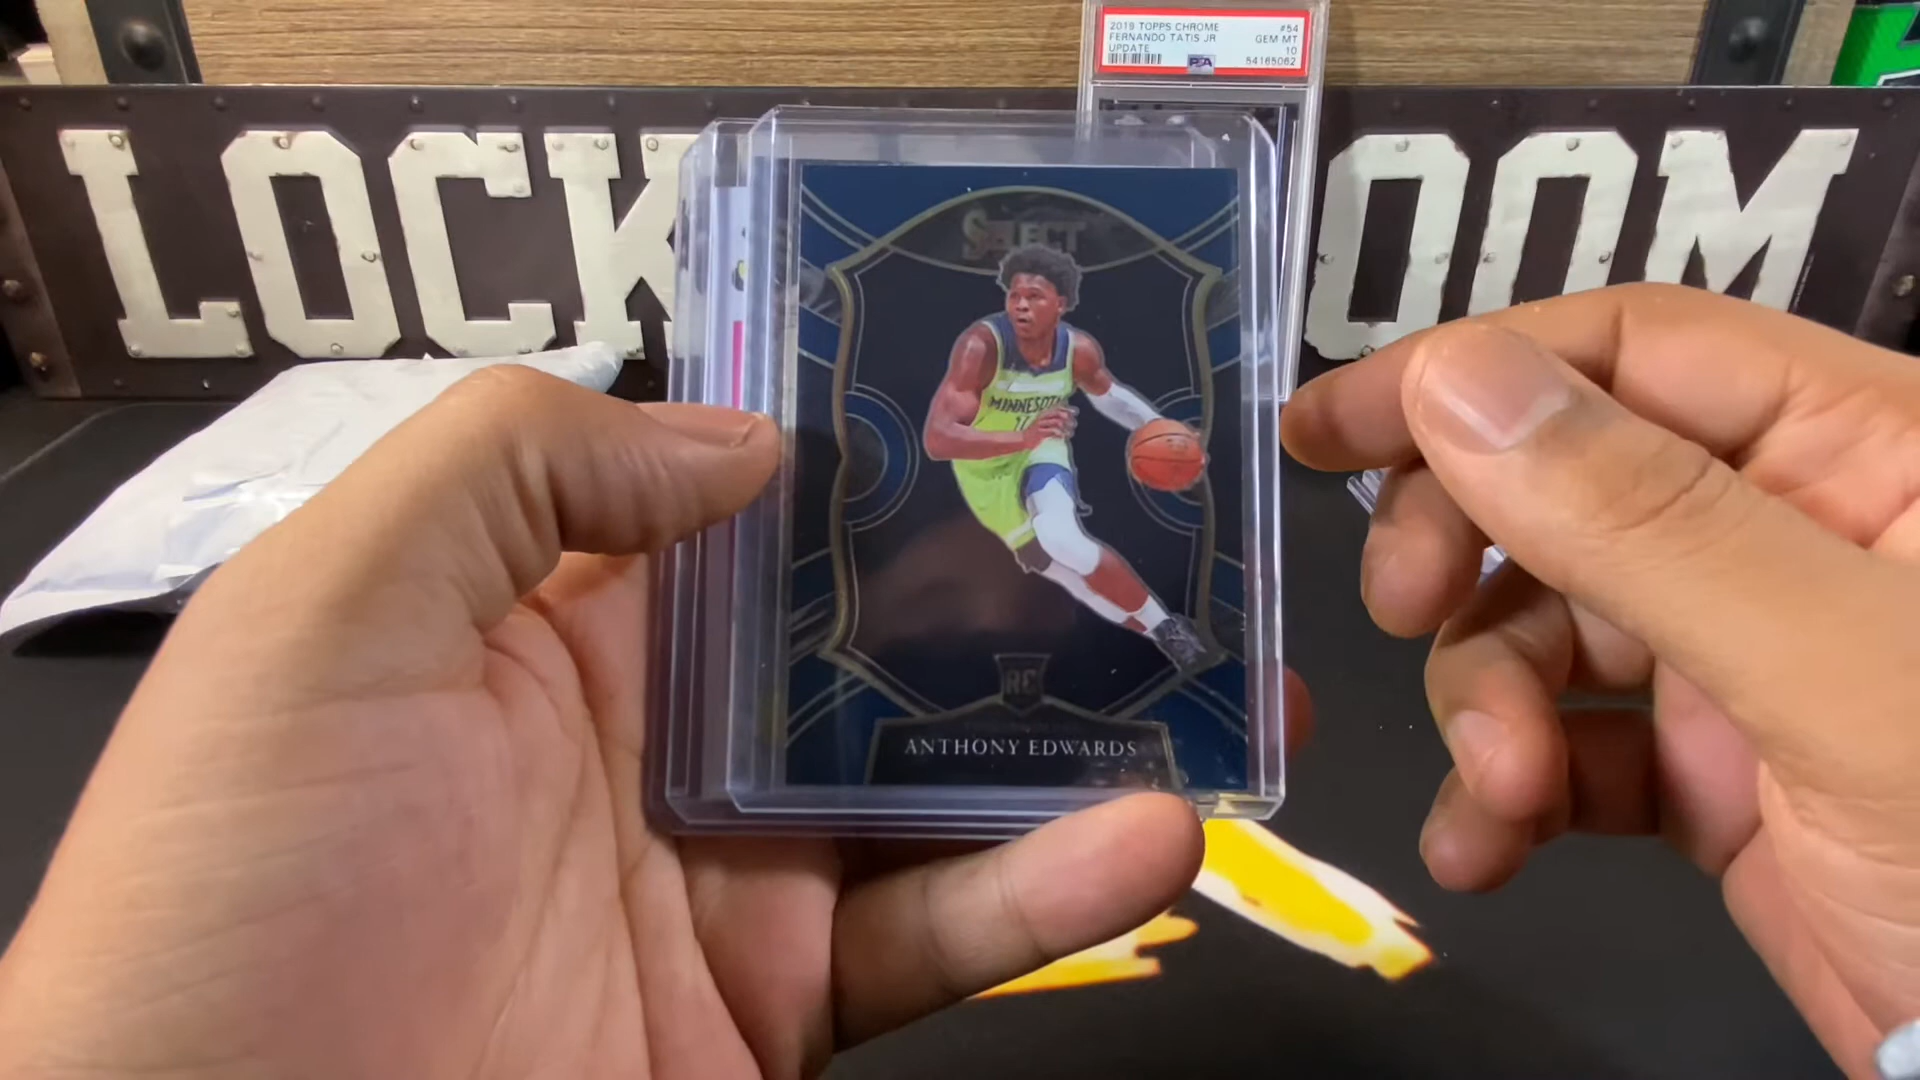 2019 TOPPS CHROME #54
FERNANDO TATIS JR GEM MT
UPDATE 10
PSA 54165062
LOCK OOM
SELECT
MINNESOTA
RC
ANTHONY EDWARDS